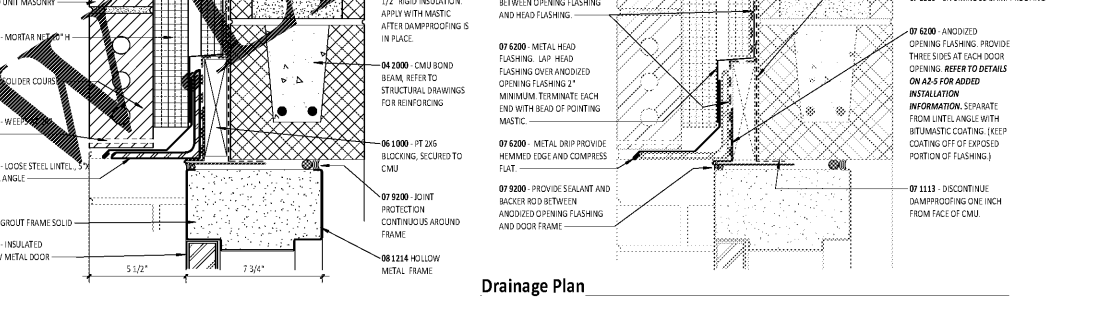 UNIT MASONRY
- MORTAR NET
SOLDIER COURSE
- WEEPS
- LOOSE STEEL LINTEL, 5"X
ANGLE
GROUT FRAME SOLID
- INSULATED
METAL DOOR
5 1/2"
7 3/4"
1/2" RIGID INSULATION.
APPLY WITH MASTIC
AFTER DAMPPROOFING IS
IN PLACE.
04 2000 - CMU BOND
BEAM, REFER TO
STRUCTURAL DRAWINGS
FOR REINFORCING
06 1000 - PT 2X6
BLOCKING, SECURED TO
CMU
07 9200 - JOINT
PROTECTION
CONTINUOUS AROUND
FRAME
08 1214 HOLLOW
METAL FRAME
BETWEEN OPENING FLASHING
AND HEAD FLASHING.
07 6200 - METAL HEAD
FLASHING. LAP HEAD
FLASHING OVER ANODIZED
OPENING FLASHING 2"
MINIMUM. TERMINATE EACH
END WITH BEAD OF POINTING
MASTIC.
07 6200 - METAL DRIP PROVIDE
HEMMED EDGE AND COMPRESS
FLAT.
07 9200 - PROVIDE SEALANT AND
BACKER ROD BETWEEN
ANODIZED OPENING FLASHING
AND DOOR FRAME
07 6200 - ANODIZED
OPENING FLASHING. PROVIDE
THREE SIDES AT EACH DOOR
OPENING. REFER TO DETAILS
ON A2-5 FOR ADDED
INSTALLATION
INFORMATION. SEPARATE
FROM LINTEL ANGLE WITH
BITUMASTIC COATING. (KEEP
COATING OFF OF EXPOSED
PORTION OF FLASHING.)
07 1113 - DISCONTINUE
DAMPPROOFING ONE INCH
FROM FACE OF CMU.
Drainage Plan